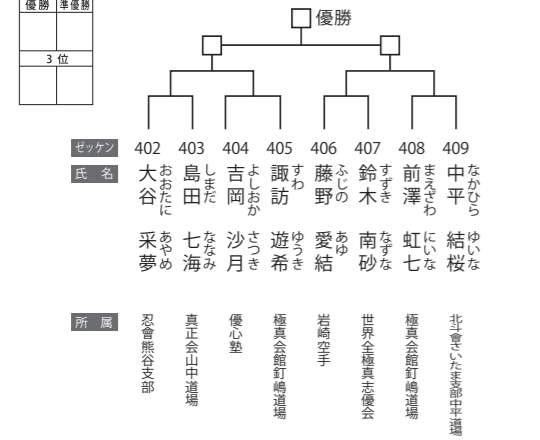 優勝 準優勝
3 位
優勝
ゼッケン 402 403 404 405 406 407 408 409
氏 名
大谷 采夢
おおたに あやめ
島田 七海
しまだ ななみ
吉岡 沙月
よしおか さつき
諏訪 遊希
すわ ゆうき
藤野 愛結
ふじの あゆ
鈴木 南砂
すずき なずな
前澤 虹七
まえざわ にいな
中平 結桜
なかひら ゆいな
所 属
忍會熊谷支部
真正会山中道場
優心塾
極真会館釘嶋道場
岩崎空手
世界全極真志優会
極真会館釘嶋道場
北斗會さいたま支部中平道場